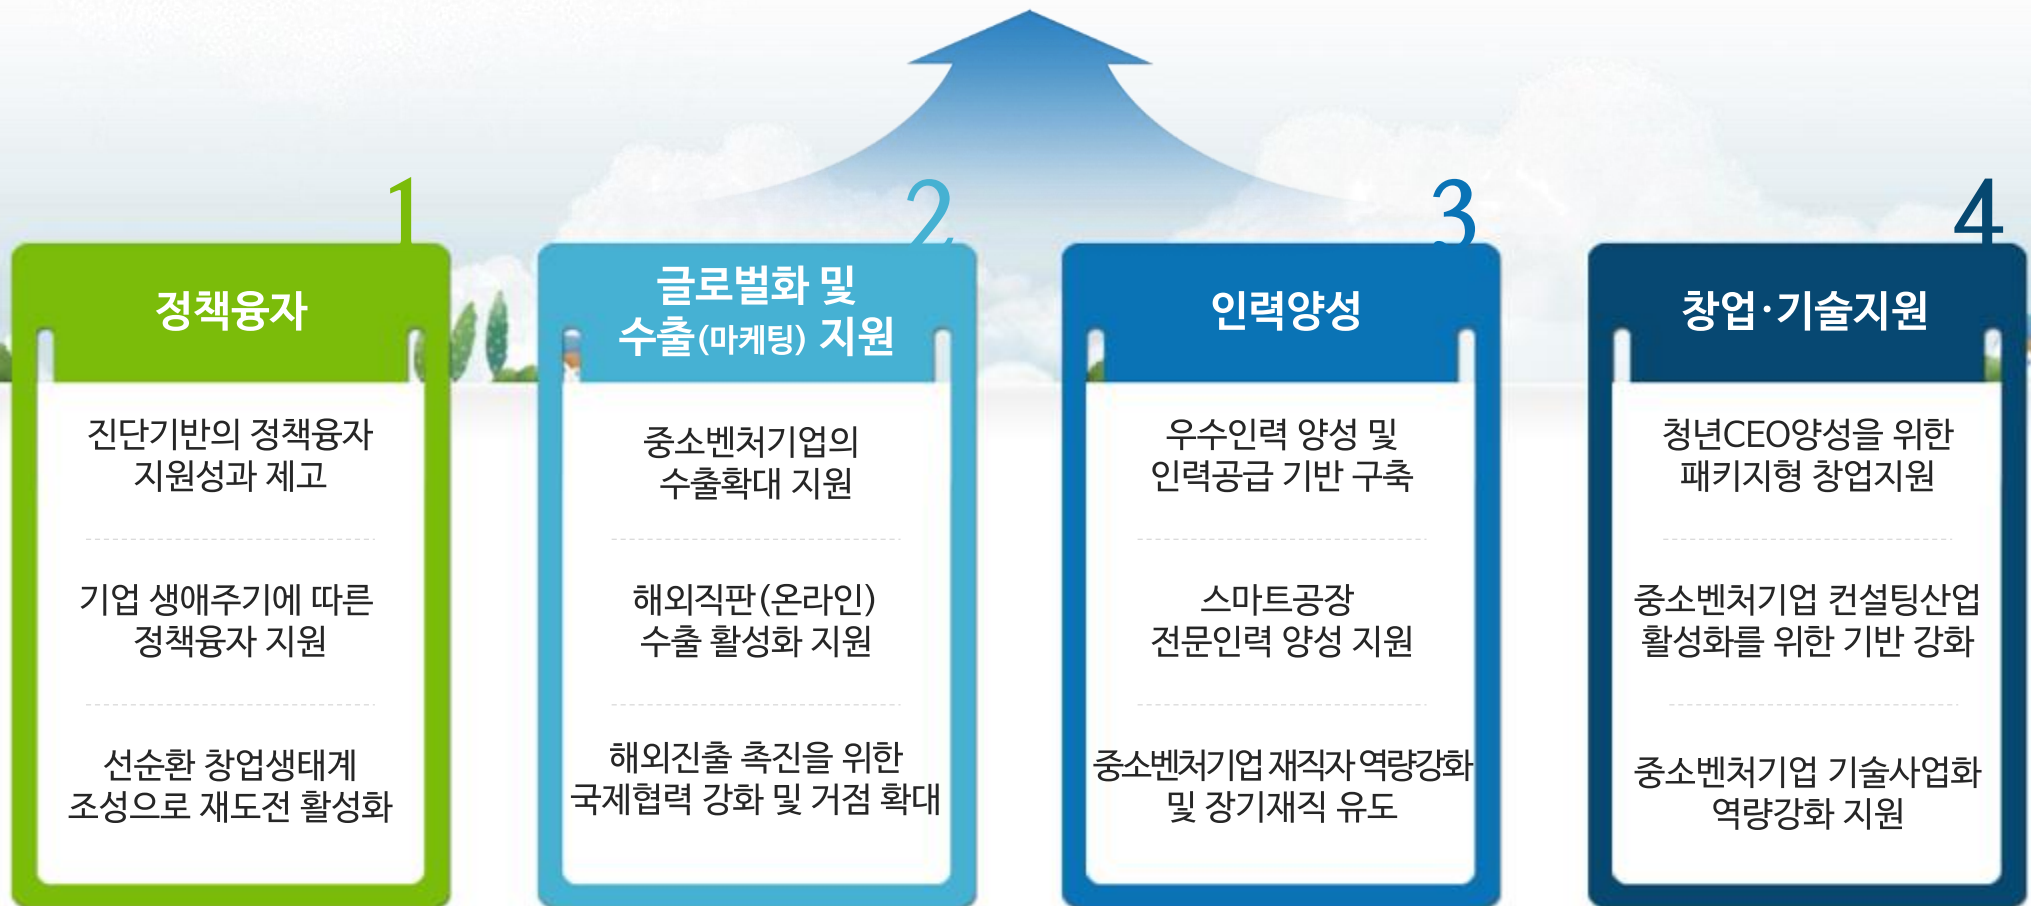 1
정책융자
진단기반의 정책융자
지원성과 제고
기업 생애주기에 따른
정책융자 지원
선순환 창업생태계
조성으로 재도전 활성화
2
글로벌화 및
수출(마케팅) 지원
중소벤처기업의
수출확대 지원
해외직판(온라인)
수출 활성화 지원
해외진출 촉진을 위한
국제협력 강화 및 거점 확대
3
인력양성
우수인력 양성 및
인력공급 기반 구축
스마트공장
전문인력 양성 지원
중소벤처기업 재직자 역량강화
및 장기재직 유도
4
창업·기술지원
청년CEO양성을 위한
패키지형 창업지원
중소벤처기업 컨설팅산업
활성화를 위한 기반 강화
중소벤처기업 기술사업화
역량강화 지원